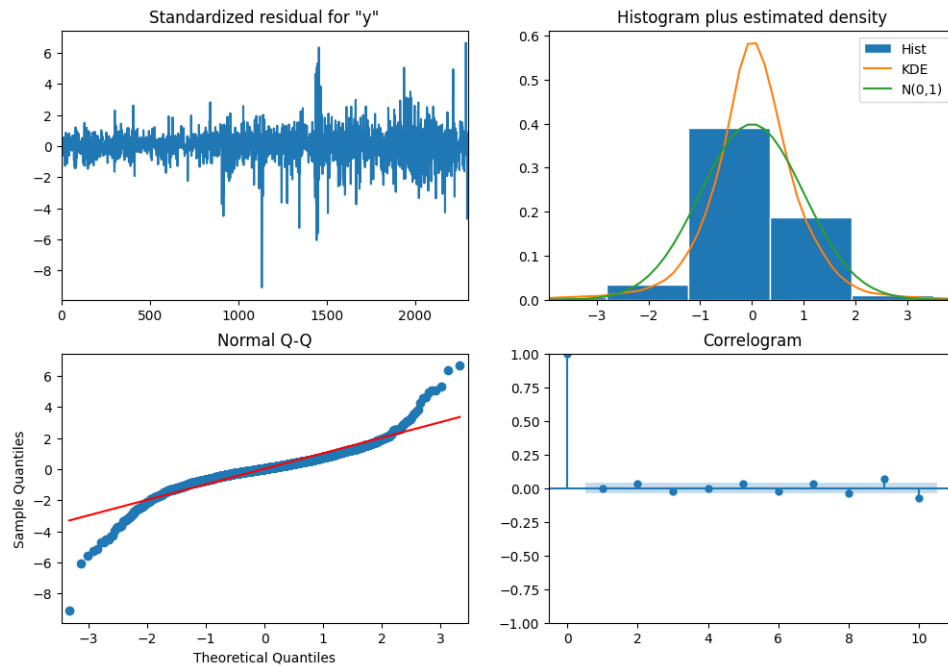 Standardized residual for "y"
6
4
2
0
−2
−4
−6
−8
0 500 1000 1500 2000
Histogram plus estimated density
0.6
0.5
0.4
0.3
0.2
0.1
0.0
−3 −2 −1 0 1 2 3
Hist
KDE
N(0,1)
Normal Q-Q
Sample Quantiles
6
4
2
0
−2
−4
−6
−8
−3 −2 −1 0 1 2 3
Theoretical Quantiles
Correlogram
1.00
0.75
0.50
0.25
0.00
−0.25
−0.50
−0.75
−1.00
0 2 4 6 8 10